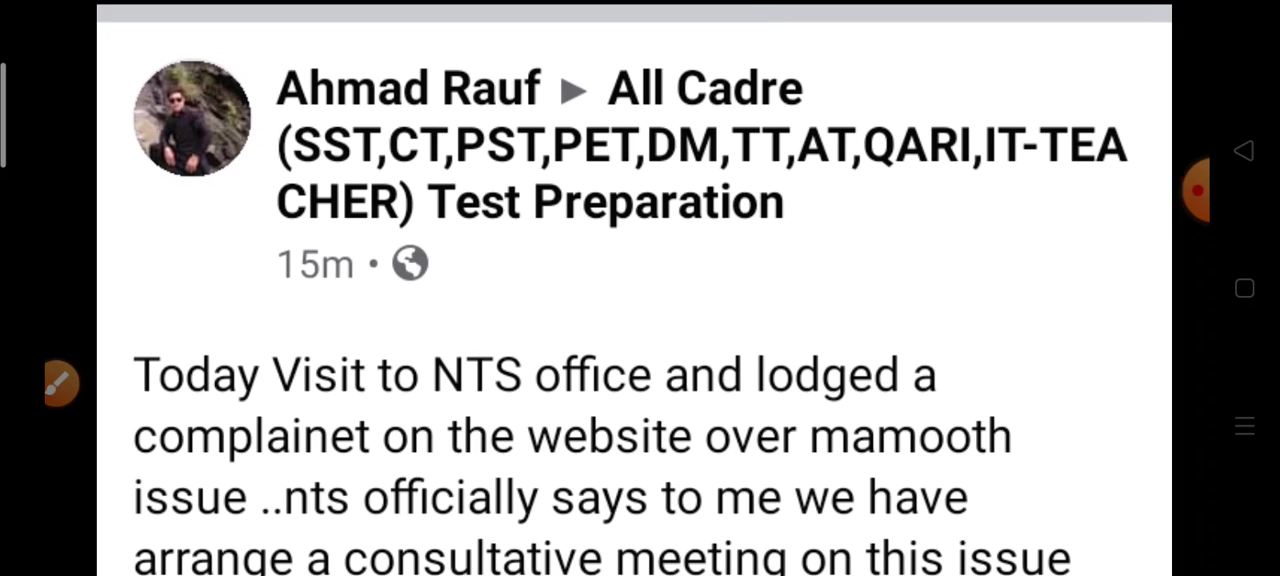 Ahmad Rauf ▸ All Cadre
(SST,CT,PST,PET,DM,TT,AT,QARI,IT-TEA
CHER) Test Preparation
15m •
Today Visit to NTS office and lodged a
complainet on the website over mamooth
issue ..nts officially says to me we have
arrange a consultative meeting on this issue